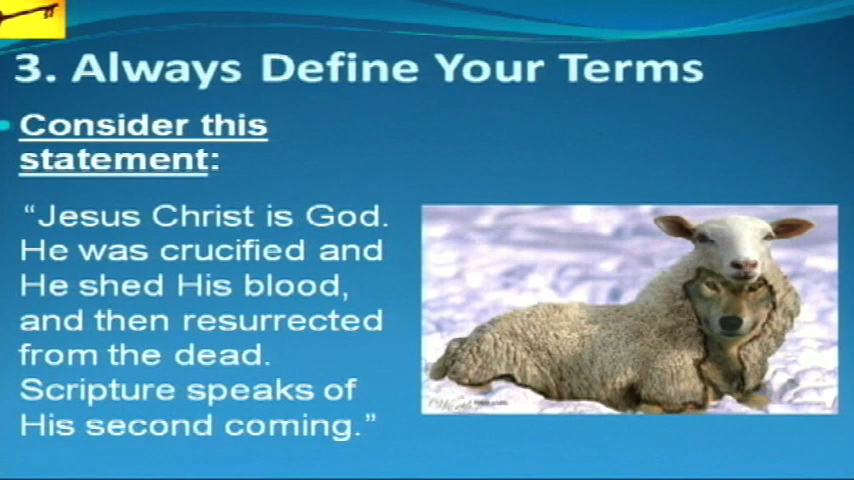 3. Always Define Your Terms
Consider this
statement:
“Jesus Christ is God.
He was crucified and
He shed His blood,
and then resurrected
from the dead.
Scripture speaks of
His second coming.”